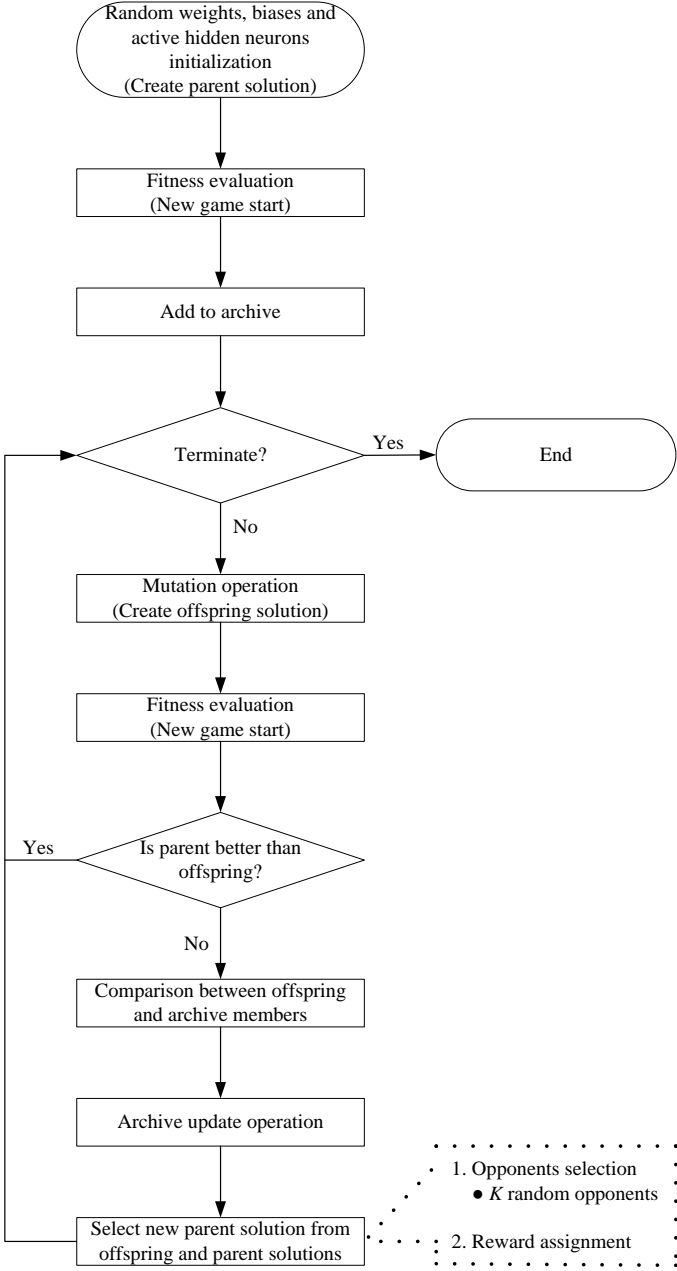 Random weights, biases and
active hidden neurons
initialization
(Create parent solution)
Fitness evaluation
(New game start)
Add to archive
Terminate?
Yes
End
No
Mutation operation
(Create offspring solution)
Fitness evaluation
(New game start)
Is parent better than
offspring?
Yes
No
Comparison between offspring
and archive members
Archive update operation
Select new parent solution from
offspring and parent solutions
1. Opponents selection
● K random opponents
2. Reward assignment